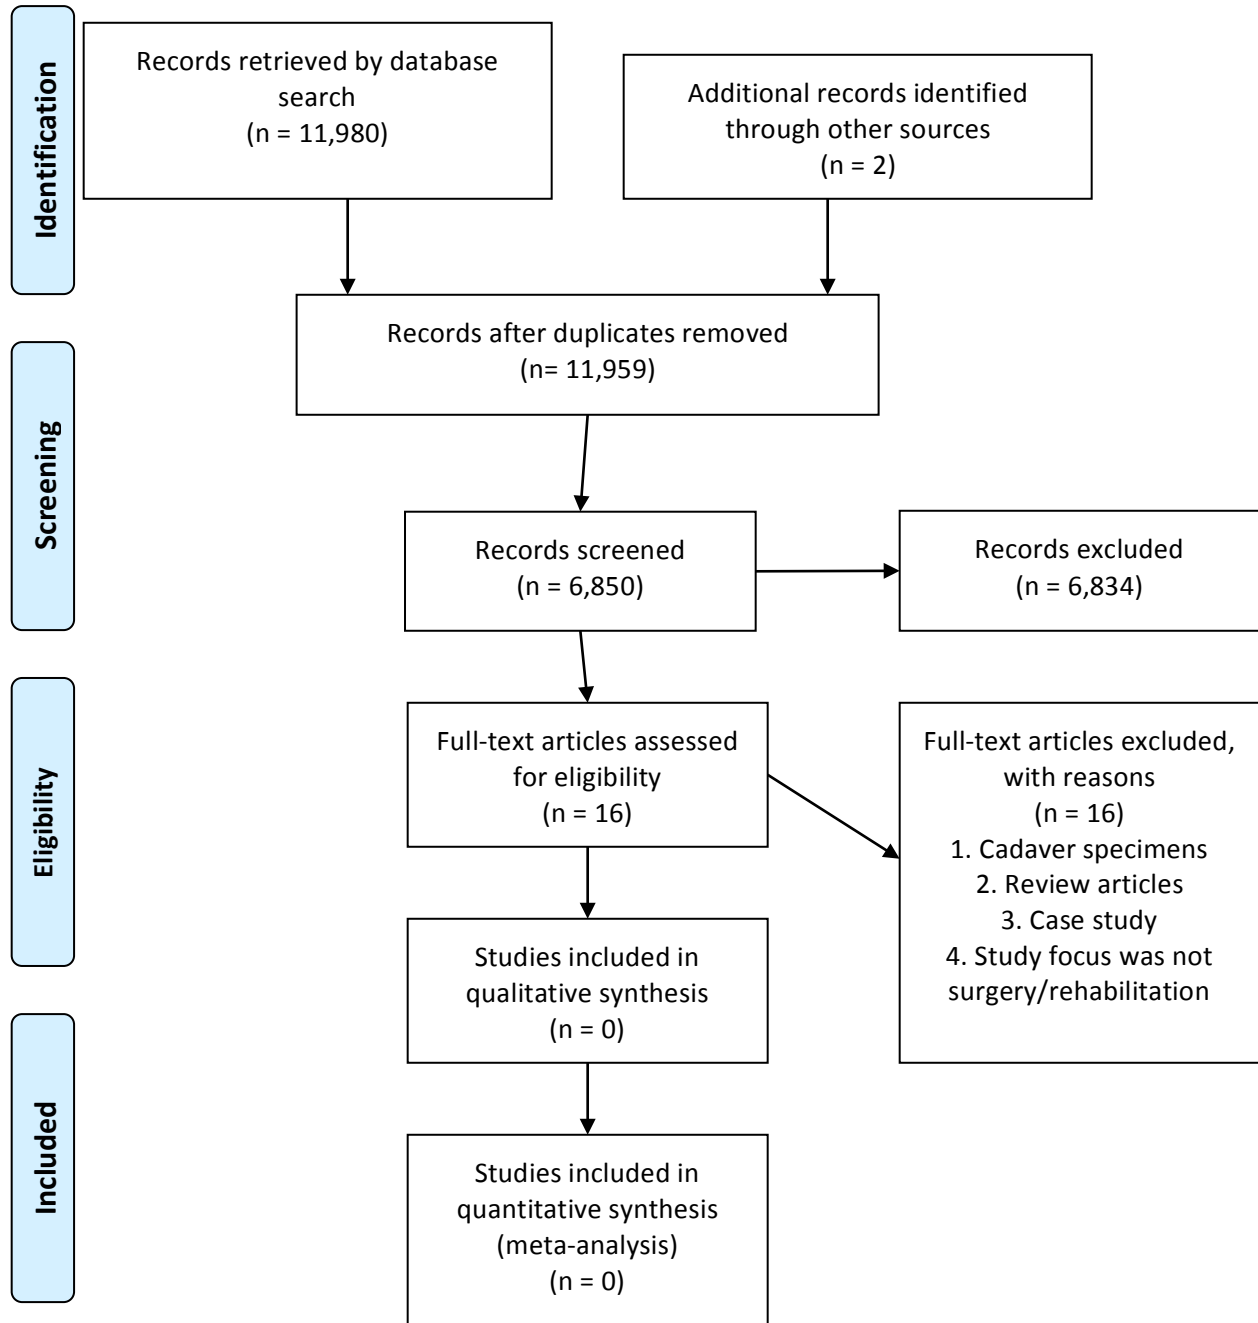 Identification
Records retrieved by database
search
(n = 11,980)
Additional records identified
through other sources
(n = 2)
Records after duplicates removed
(n= 11,959)
Screening
Records screened
(n = 6,850)
Records excluded
(n = 6,834)
Eligibility
Full-text articles assessed
for eligibility
(n = 16)
Full-text articles excluded,
with reasons
(n = 16)
1. Cadaver specimens
2. Review articles
3. Case study
4. Study focus was not
surgery/rehabilitation
Studies included in
qualitative synthesis
(n = 0)
Included
Studies included in
quantitative synthesis
(meta-analysis)
(n = 0)